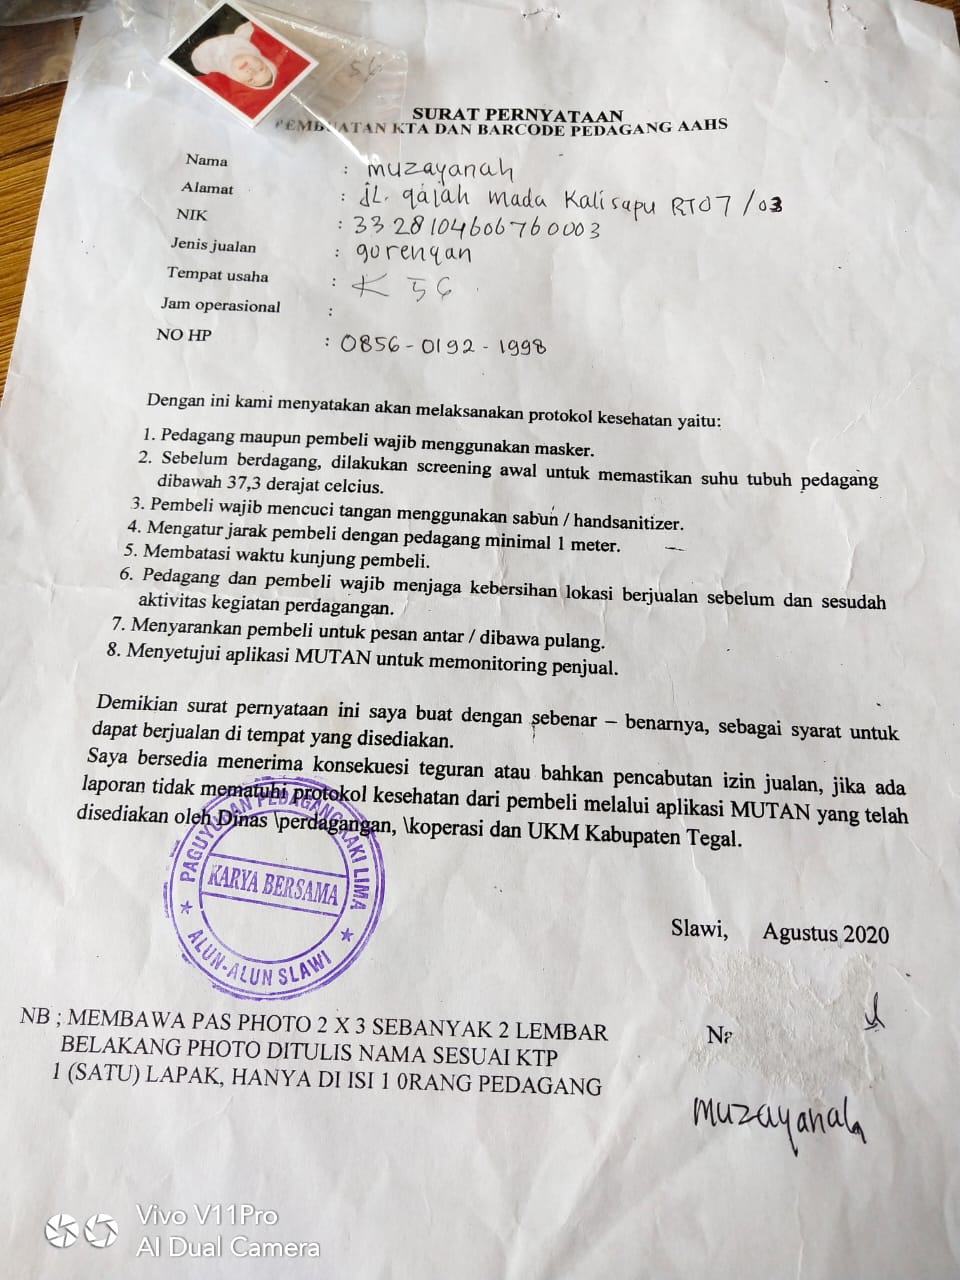 56
SURAT PERNYATAAN
PEMBUATAN KTA DAN BARCODE PEDAGANG AAHS
Nama : muzayanah
Alamat : jL. gajah mada Kalisapu RT07/03
NIK : 3328104606760003
Jenis jualan : gorengan
Tempat usaha : K 56
Jam operasional :
NO HP : 0856-0192-1998
Dengan ini kami menyatakan akan melaksanakan protokol kesehatan yaitu:
1. Pedagang maupun pembeli wajib menggunakan masker.
2. Sebelum berdagang, dilakukan screening awal untuk memastikan suhu tubuh pedagang
dibawah 37,3 derajat celcius.
3. Pembeli wajib mencuci tangan menggunakan sabun / handsanitizer.
4. Mengatur jarak pembeli dengan pedagang minimal 1 meter.
5. Membatasi waktu kunjung pembeli.
6. Pedagang dan pembeli wajib menjaga kebersihan lokasi berjualan sebelum dan sesudah
aktivitas kegiatan perdagangan.
7. Menyarankan pembeli untuk pesan antar / dibawa pulang.
8. Menyetujui aplikasi MUTAN untuk memonitoring penjual.
Demikian surat pernyataan ini saya buat dengan sebenar – benarnya, sebagai syarat untuk
dapat berjualan di tempat yang disediakan.
Saya bersedia menerima konsekuesi teguran atau bahkan pencabutan izin jualan, jika ada
laporan tidak mematuhi protokol kesehatan dari pembeli melalui aplikasi MUTAN yang telah
disediakan oleh Dinas \perdagangan, \koperasi dan UKM Kabupaten Tegal.
PAGUYUBAN PEDAGANG KAKI LIMA
KARYA BERSAMA
ALUN-ALUN SLAWI
Slawi, Agustus 2020
NB ; MEMBAWA PAS PHOTO 2 X 3 SEBANYAK 2 LEMBAR
BELAKANG PHOTO DITULIS NAMA SESUAI KTP
1 (SATU) LAPAK, HANYA DI ISI 1 0RANG PEDAGANG
Na
muzayanah
Vivo V11Pro
AI Dual Camera